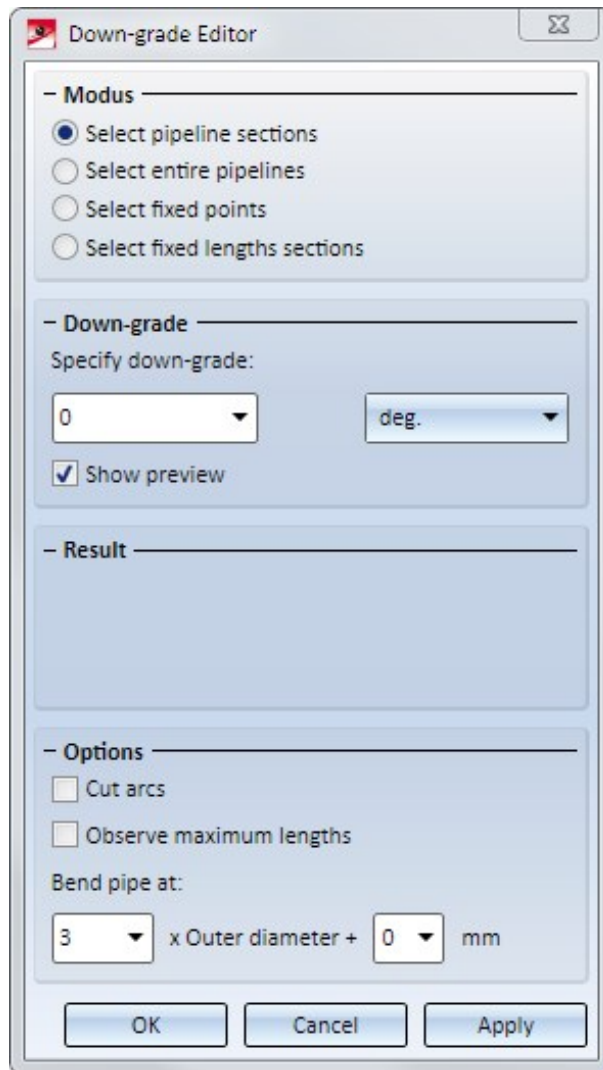 Down-grade Editor
Modus
Select pipeline sections
Select entire pipelines
Select fixed points
Select fixed lengths sections
Down-grade
Specify down-grade:
0 deg.
Show preview
Result
Options
Cut arcs
Observe maximum lengths
Bend pipe at:
3 x Outer diameter + 0 mm
OK Cancel Apply